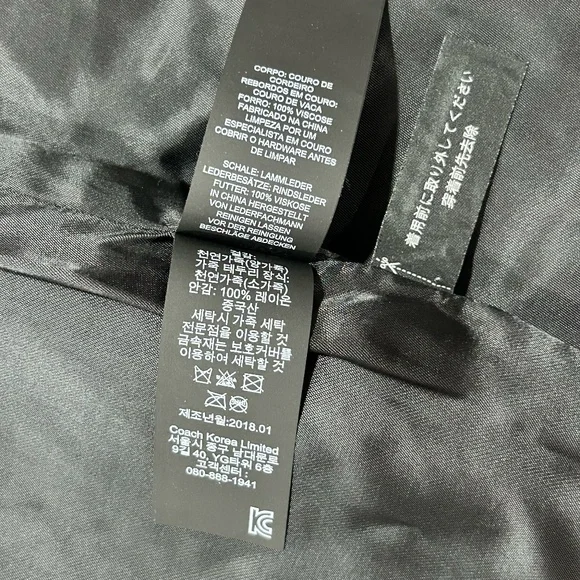 CORPO: COURO DE
CORDEIRO
REBORDOS EM COURO:
COURO DE VACA
FORRO: 100% VISCOSE
FABRICADO NA CHINA
LIMPEZA POR UM
ESPECIALISTA EM COURO
COBRIR O HARDWARE ANTES
DE LIMPAR
SCHALE: LAMMLEDER
LEDERBESÄTZE: RINDSLEDER
FUTTER: 100% VISKOSE
IN CHINA HERGESTELLT
VON LEDERFACHMANN
REINIGEN LASSEN
VOR DER REINIGUNG
BESCHLÄGE ABDECKEN
겉감:
천연가죽(양가죽)
가죽 테두리 장식:
천연가죽(소가죽)
안감: 100% 레이온
중국산
세탁시 가죽 세탁
전문점을 이용할 것
금속재는 보호커버를
이용하여 세탁할 것
제조년월:2018.01
Coach Korea Limited
서울시 중구 남대문로
9길 40, YG타워 6층
고객센터 :
080-888-1941
着用前に取り外してください
穿着前先去除